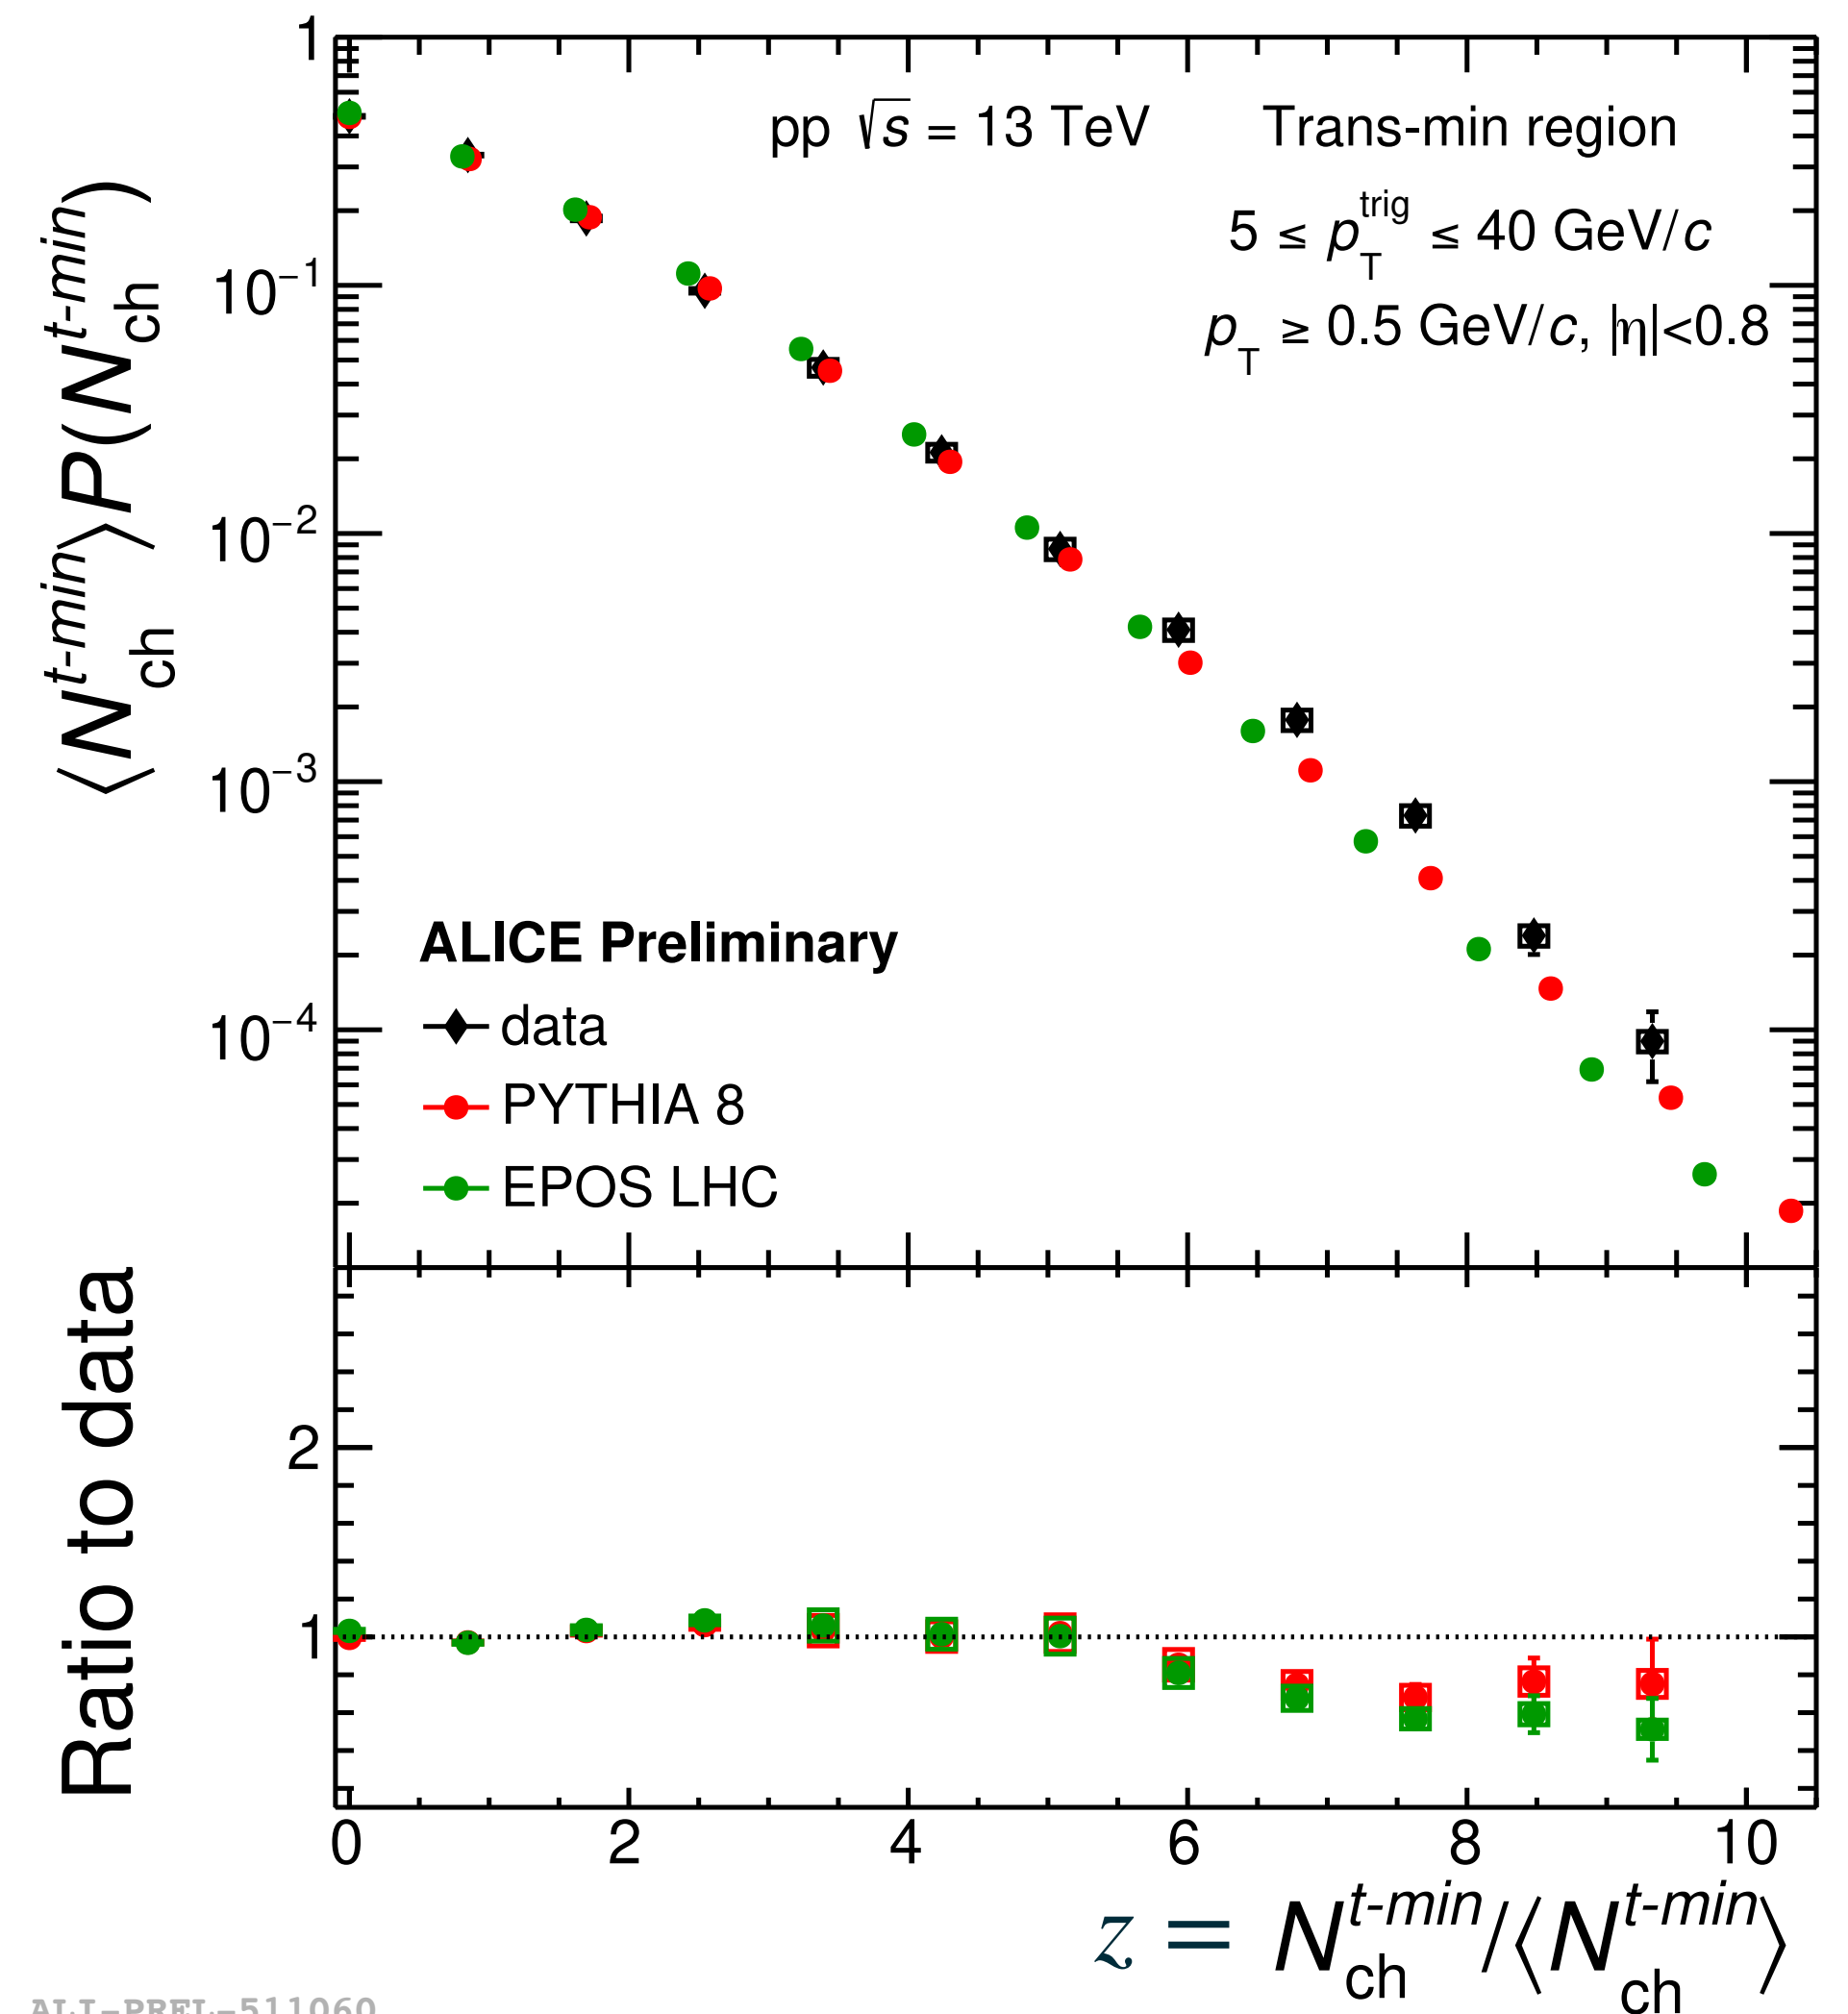 ⟨N_ch^{t-min}⟩P(N_ch^{t-min})
1
10⁻¹
10⁻²
10⁻³
10⁻⁴
pp √s = 13 TeV Trans-min region
5 ≤ p_T^{trig} ≤ 40 GeV/c
p_T ≥ 0.5 GeV/c, |η|<0.8
ALICE Preliminary
data
PYTHIA 8
EPOS LHC
Ratio to data
2
1
0 2 4 6 8 10
z = N_ch^{t-min}/⟨N_ch^{t-min}⟩
ALI-PREL-511060